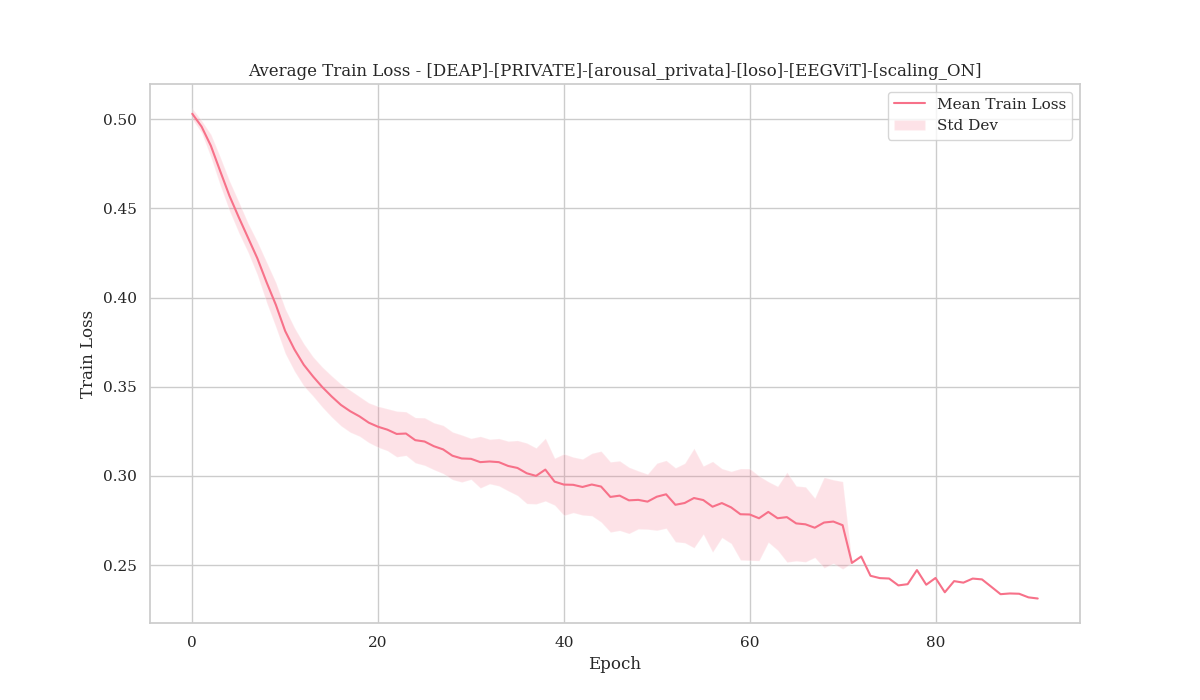 Average Train Loss - [DEAP]-[PRIVATE]-[arousal_privata]-[loso]-[EEGViT]-[scaling_ON]
Mean Train Loss
Std Dev
Train Loss
0.50
0.45
0.40
0.35
0.30
0.25
0 20 40 60 80
Epoch